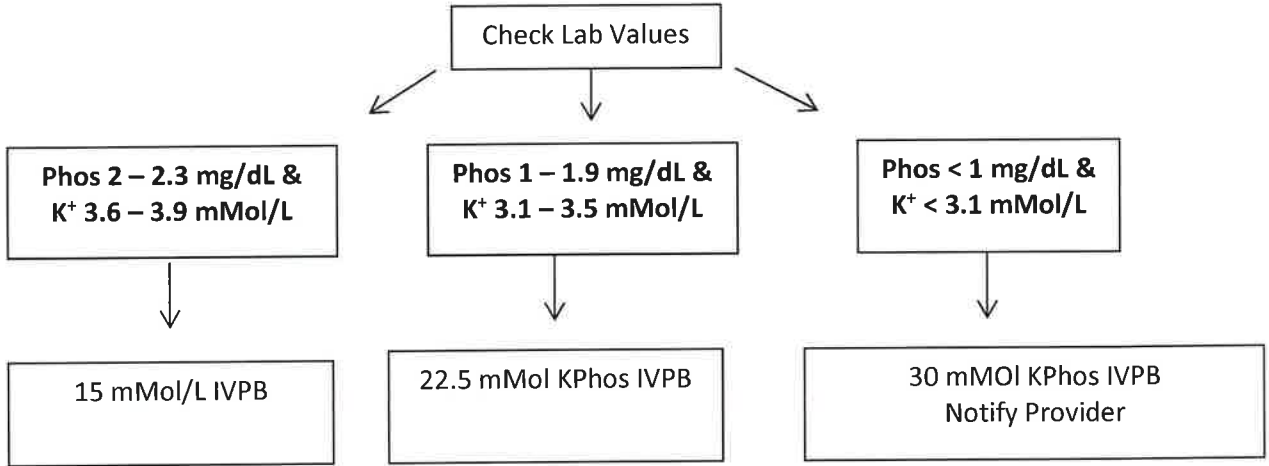 Check Lab Values
Phos 2 – 2.3 mg/dL &
K⁺ 3.6 – 3.9 mMol/L
Phos 1 – 1.9 mg/dL &
K⁺ 3.1 – 3.5 mMol/L
Phos < 1 mg/dL &
K⁺ < 3.1 mMol/L
15 mMol/L IVPB
22.5 mMol KPhos IVPB
30 mMOl KPhos IVPB
Notify Provider